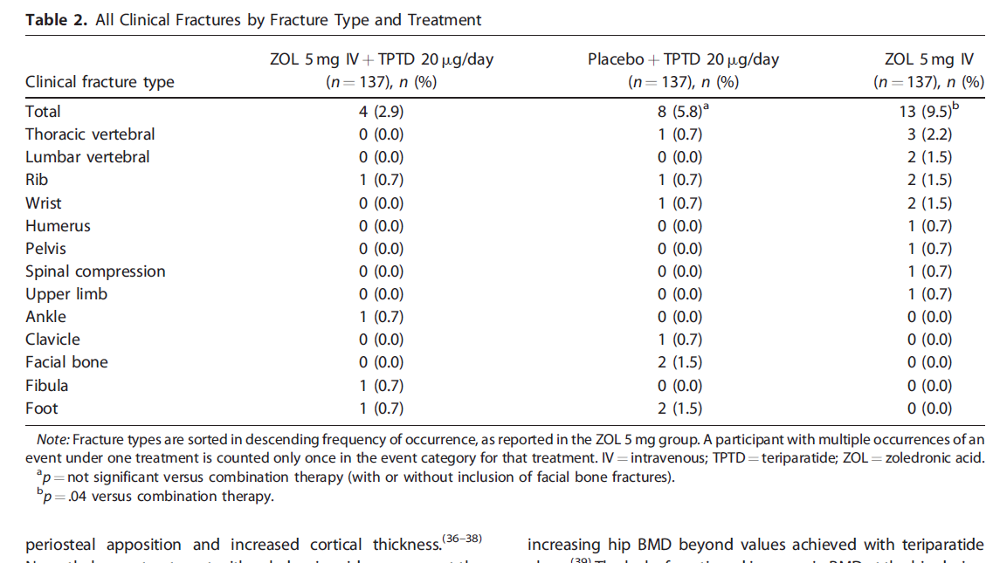 Table 2. All Clinical Fractures by Fracture Type and Treatment
ZOL 5 mg IV + TPTD 20 μg/day Placebo + TPTD 20 μg/day ZOL 5 mg IV
Clinical fracture type (n = 137), n (%) (n = 137), n (%) (n = 137), n (%)
Total 4 (2.9) 8 (5.8)a 13 (9.5)b
Thoracic vertebral 0 (0.0) 1 (0.7) 3 (2.2)
Lumbar vertebral 0 (0.0) 0 (0.0) 2 (1.5)
Rib 1 (0.7) 1 (0.7) 2 (1.5)
Wrist 0 (0.0) 1 (0.7) 2 (1.5)
Humerus 0 (0.0) 0 (0.0) 1 (0.7)
Pelvis 0 (0.0) 0 (0.0) 1 (0.7)
Spinal compression 0 (0.0) 0 (0.0) 1 (0.7)
Upper limb 0 (0.0) 0 (0.0) 1 (0.7)
Ankle 1 (0.7) 0 (0.0) 0 (0.0)
Clavicle 0 (0.0) 1 (0.7) 0 (0.0)
Facial bone 0 (0.0) 2 (1.5) 0 (0.0)
Fibula 1 (0.7) 0 (0.0) 0 (0.0)
Foot 1 (0.7) 2 (1.5) 0 (0.0)
Note: Fracture types are sorted in descending frequency of occurrence, as reported in the ZOL 5 mg group. A participant with multiple occurrences of an
event under one treatment is counted only once in the event category for that treatment. IV = intravenous; TPTD = teriparatide; ZOL = zoledronic acid.
ap = not significant versus combination therapy (with or without inclusion of facial bone fractures).
bp = .04 versus combination therapy.
periosteal apposition and increased cortical thickness.(36–38)
increasing hip BMD beyond values achieved with teriparatide